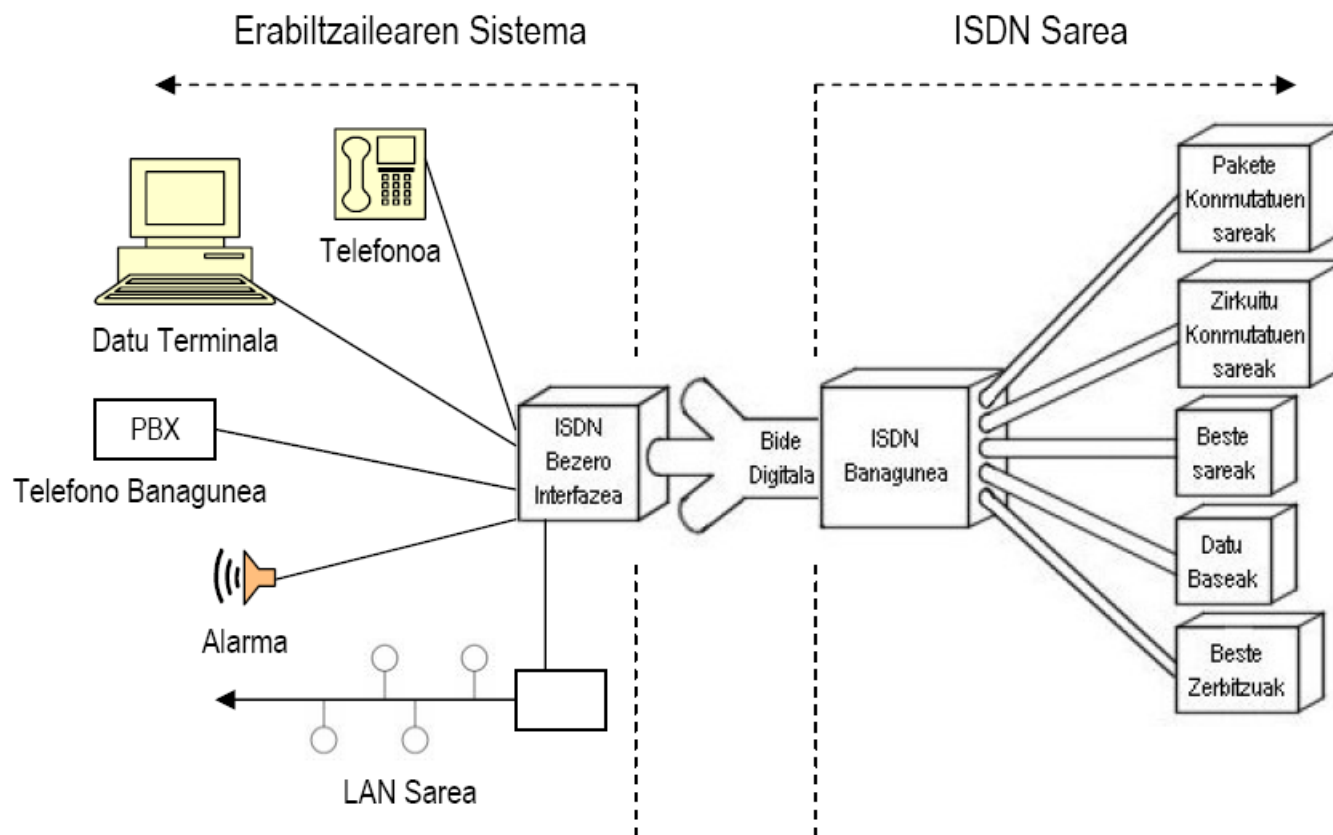 Erabiltzailearen Sistema
ISDN Sarea
Telefonoa
Datu Terminala
PBX
Telefono Banagunea
Alarma
LAN Sarea
ISDN
Bezero
Interfazea
Bide
Digitala
ISDN
Banagunea
Pakete
Konmutatuen
sareak
Zirkuitu
Konmutatuen
sareak
Beste
sareak
Datu
Baseak
Beste
Zerbitzuak